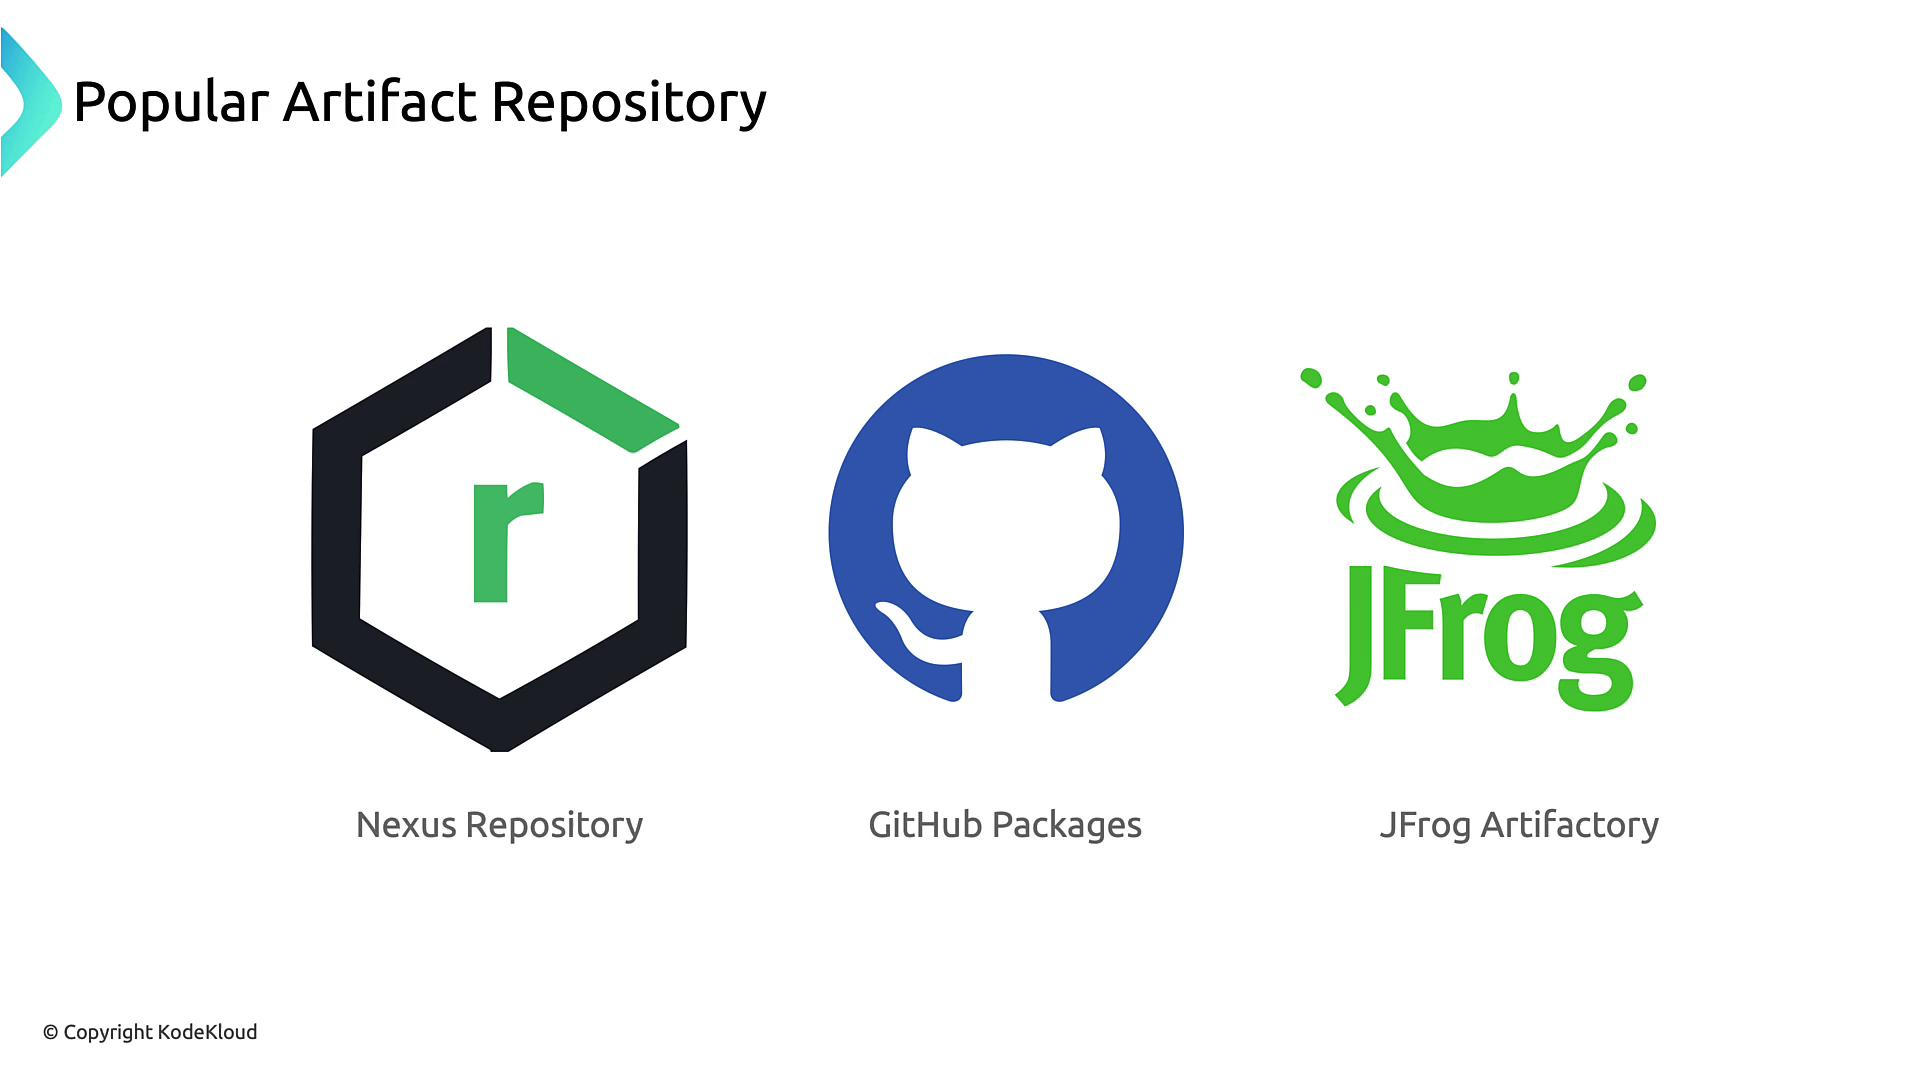 Popular Artifact Repository
r
JFrog
Nexus Repository
GitHub Packages
JFrog Artifactory
© Copyright KodeKloud